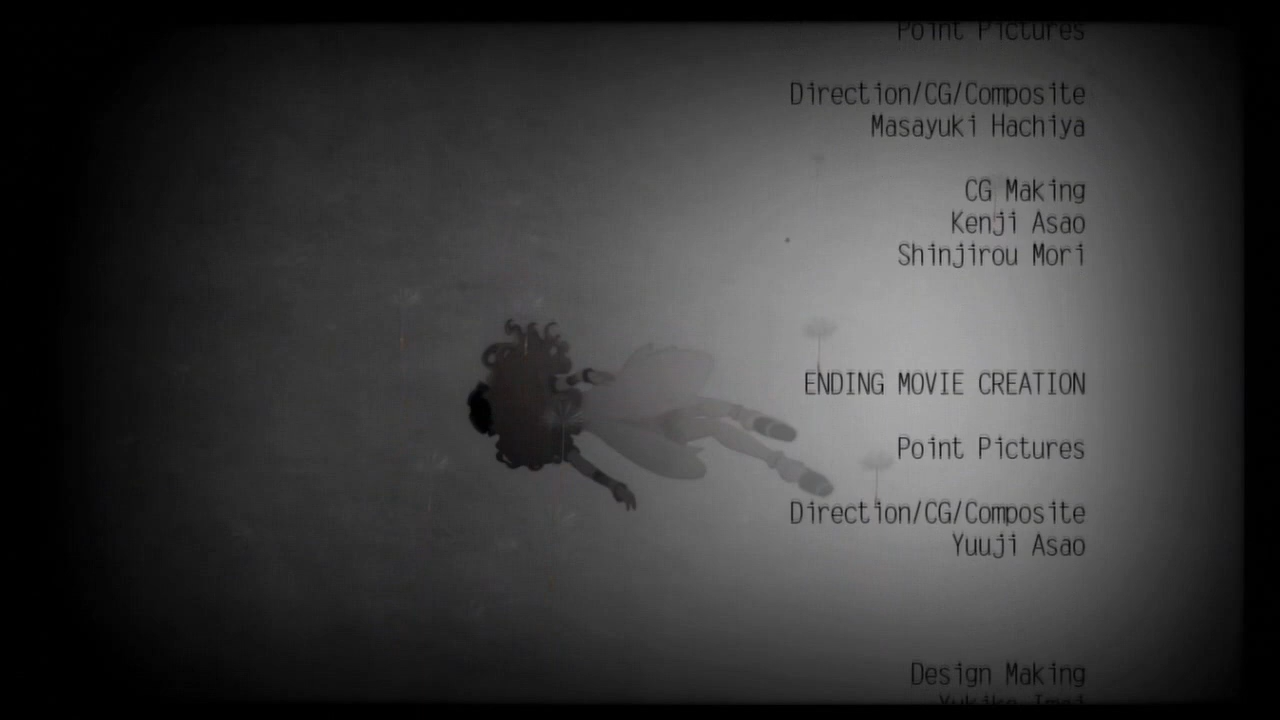 Point Pictures
Direction/CG/Composite
Masayuki Hachiya
CG Making
Kenji Asao
Shinjirou Mori
ENDING MOVIE CREATION
Point Pictures
Direction/CG/Composite
Yuuji Asao
Design Making